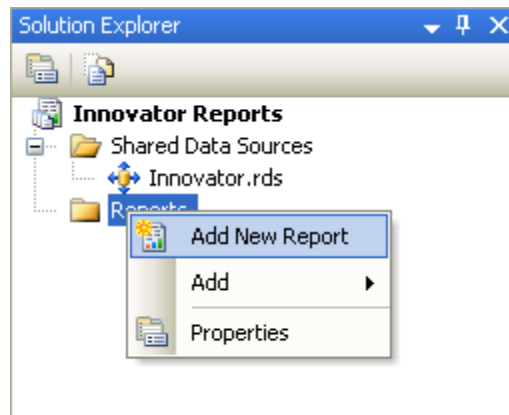 Solution Explorer
Innovator Reports
Shared Data Sources
Innovator.rds
Reports
Add New Report
Add
Properties